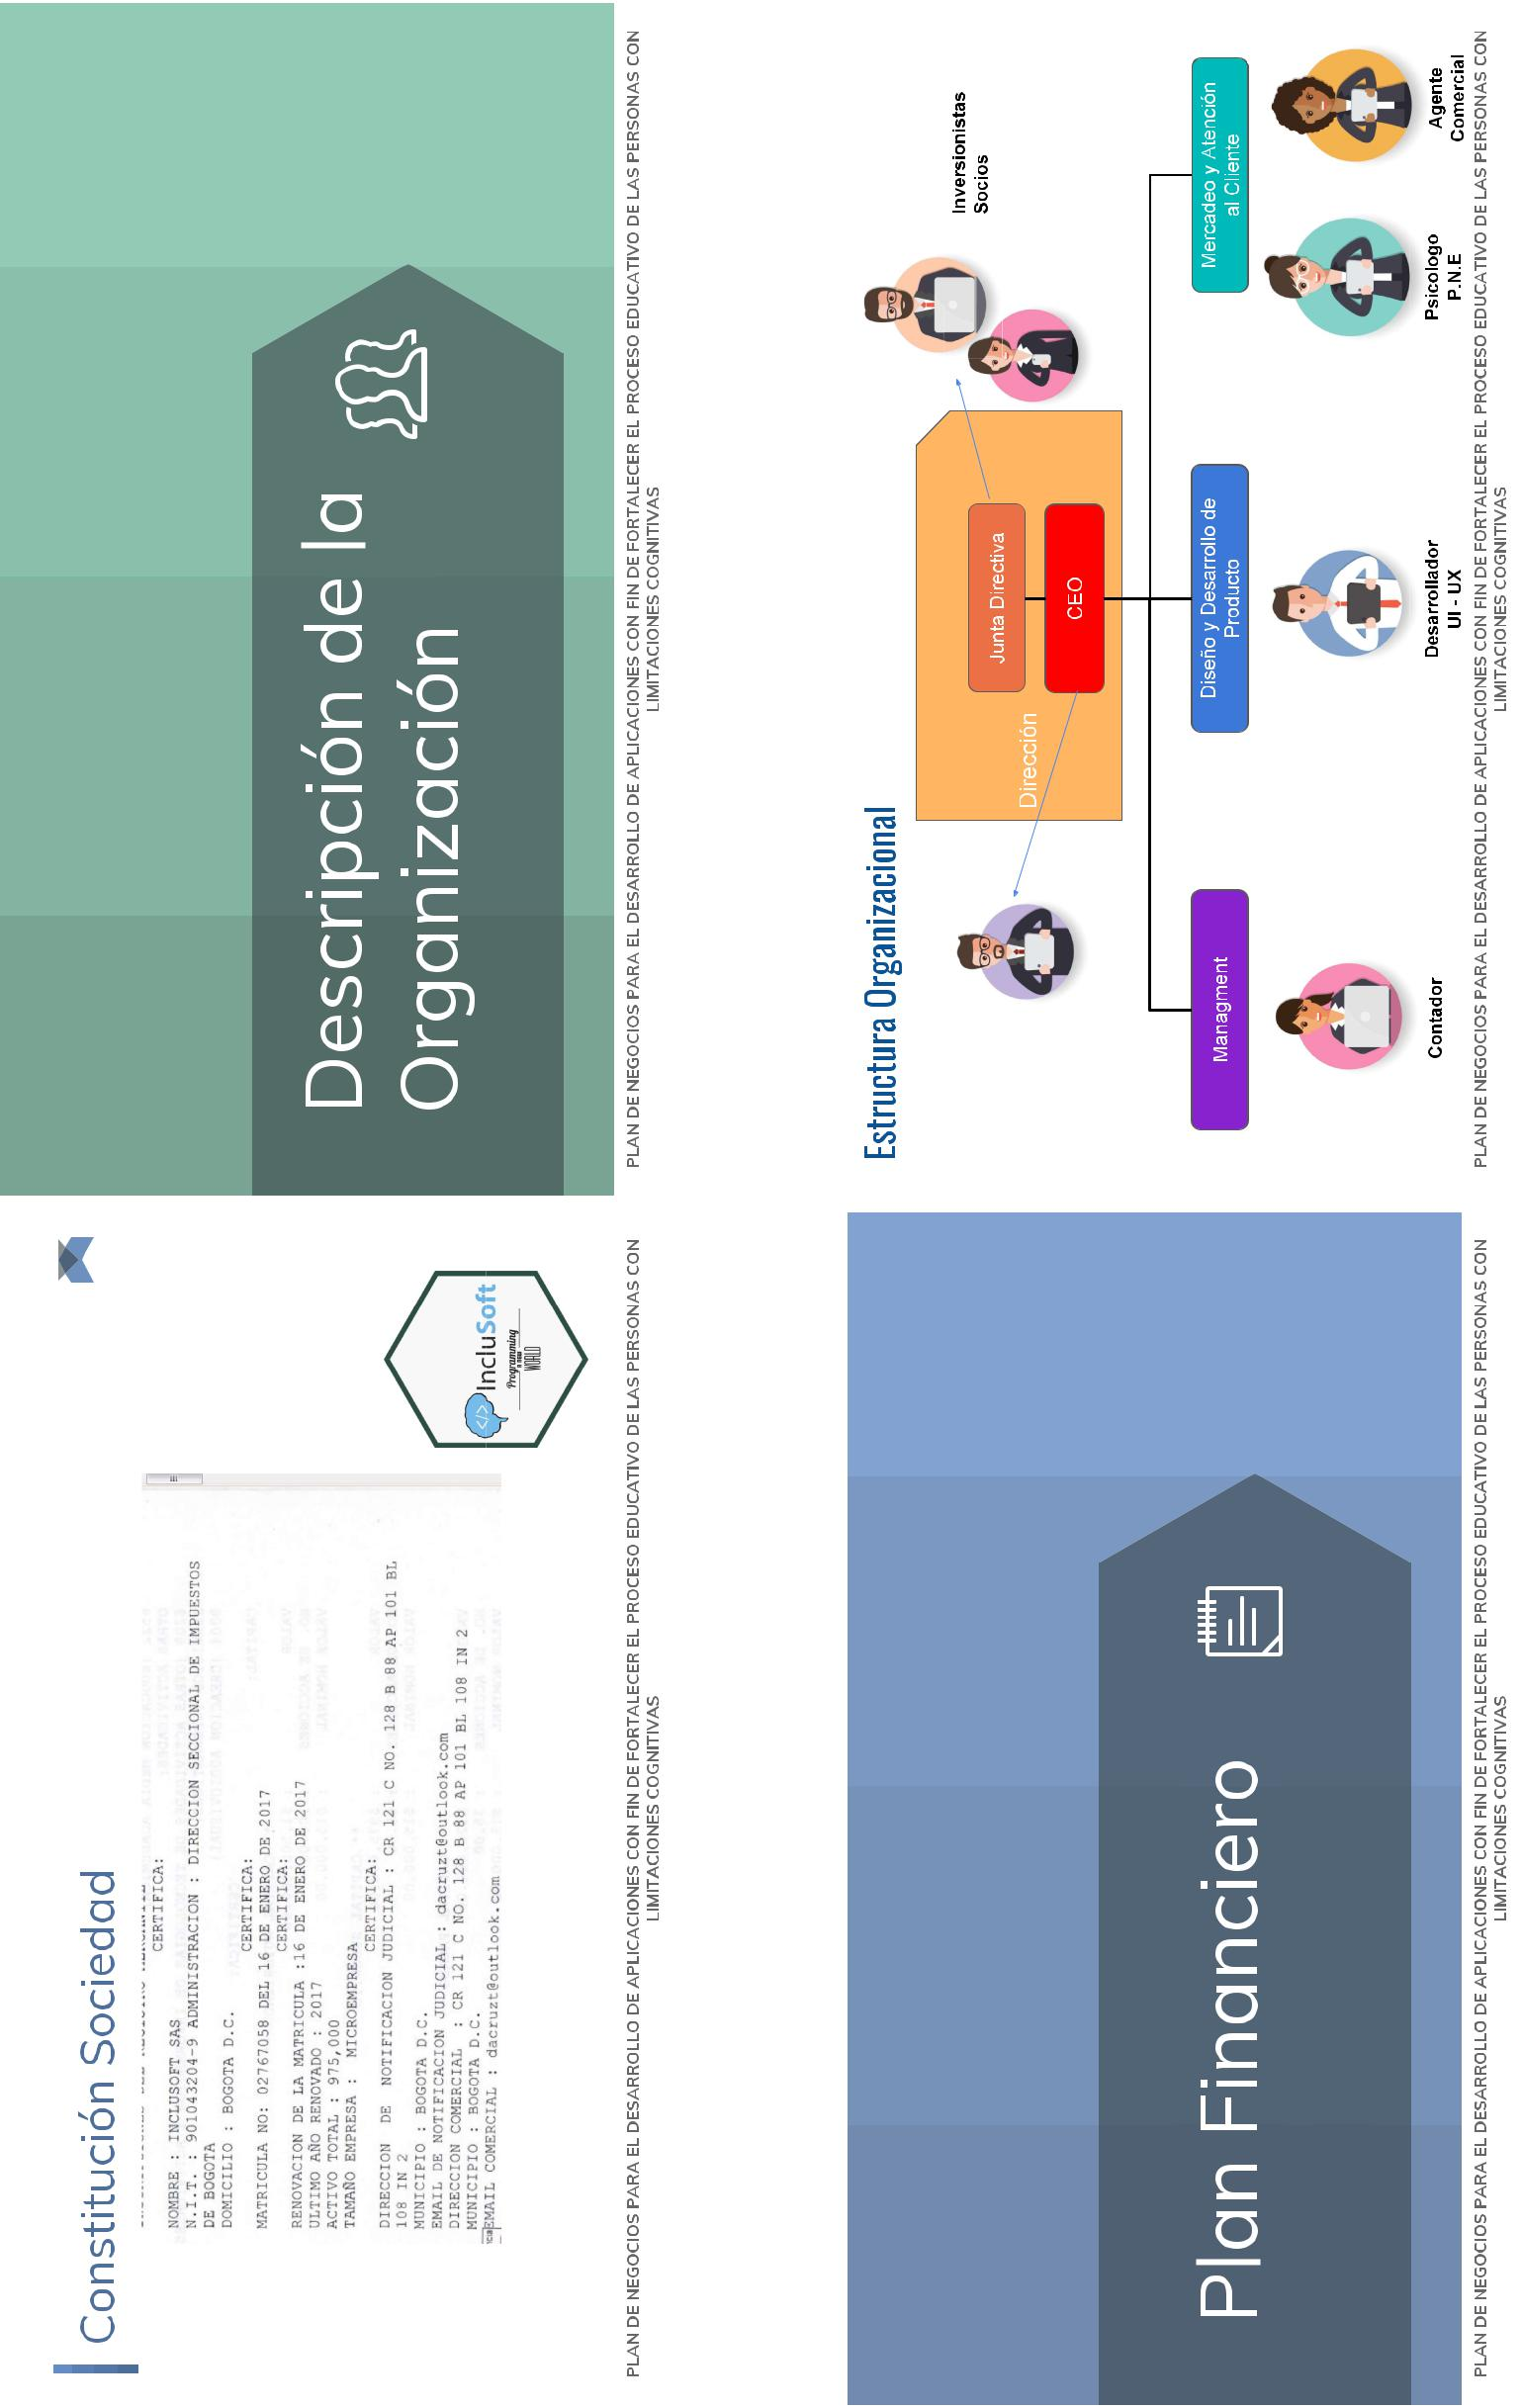 Constitución Sociedad
CERTIFICA:
NOMBRE : INCLUSOFT SAS
N.I.T. : 901043204-9 ADMINISTRACION : DIRECCION SECCIONAL DE IMPUESTOS
DE BOGOTA
DOMICILIO : BOGOTA D.C.
CERTIFICA:
MATRICULA NO: 02767058 DEL 16 DE ENERO DE 2017
CERTIFICA:
RENOVACION DE LA MATRICULA :16 DE ENERO DE 2017
ULTIMO AÑO RENOVADO : 2017
ACTIVO TOTAL : 975,000
TAMAÑO EMPRESA : MICROEMPRESA
CERTIFICA:
DIRECCION DE NOTIFICACION JUDICIAL : CR 121 C NO. 128 B 88 AP 101 BL
108 IN 2
MUNICIPIO : BOGOTA D.C.
EMAIL DE NOTIFICACION JUDICIAL : dacruzt@outlook.com
DIRECCION COMERCIAL : CR 121 C NO. 128 B 88 AP 101 BL 108 IN 2
MUNICIPIO : BOGOTA D.C.
EMAIL COMERCIAL : dacruzt@outlook.com
</> IncluSoft
Programming
WORLD
PLAN DE NEGOCIOS PARA EL DESARROLLO DE APLICACIONES CON FIN DE FORTALECER EL PROCESO EDUCATIVO DE LAS PERSONAS CON
LIMITACIONES COGNITIVAS
Descripción de la
Organización
PLAN DE NEGOCIOS PARA EL DESARROLLO DE APLICACIONES CON FIN DE FORTALECER EL PROCESO EDUCATIVO DE LAS PERSONAS CON
LIMITACIONES COGNITIVAS
Plan Financiero
PLAN DE NEGOCIOS PARA EL DESARROLLO DE APLICACIONES CON FIN DE FORTALECER EL PROCESO EDUCATIVO DE LAS PERSONAS CON
LIMITACIONES COGNITIVAS
Estructura Organizacional
Inversionistas
Socios
Junta Directiva
Dirección
CEO
Managment
Diseño y Desarrollo de
Producto
Mercadeo y Atención
al Cliente
Contador
Desarrollador
UI - UX
Psicologo
P.N.E
Agente
Comercial
PLAN DE NEGOCIOS PARA EL DESARROLLO DE APLICACIONES CON FIN DE FORTALECER EL PROCESO EDUCATIVO DE LAS PERSONAS CON
LIMITACIONES COGNITIVAS